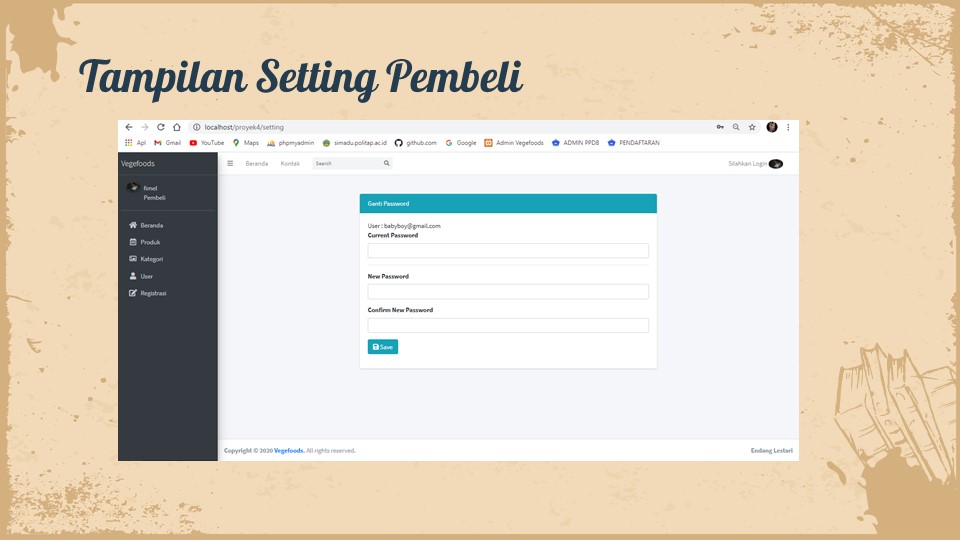 Tampilan Setting Pembeli
localhost/proyek4/setting
Apl Gmail YouTube Maps phpmyadmin simadu.politap.ac.id github.com Google Admin Vegefoods ADMIN PPDB PENDAFTARAN
Vegefoods
Beranda Kontak Search Silahkan Login
fimel
Pembeli
Beranda
Produk
Kategori
User
Registrasi
Ganti Password
User : babyboy@gmail.com
Current Password
New Password
Confirm New Password
Save
Copyright © 2020 Vegefoods. All rights reserved. Endang Lestari